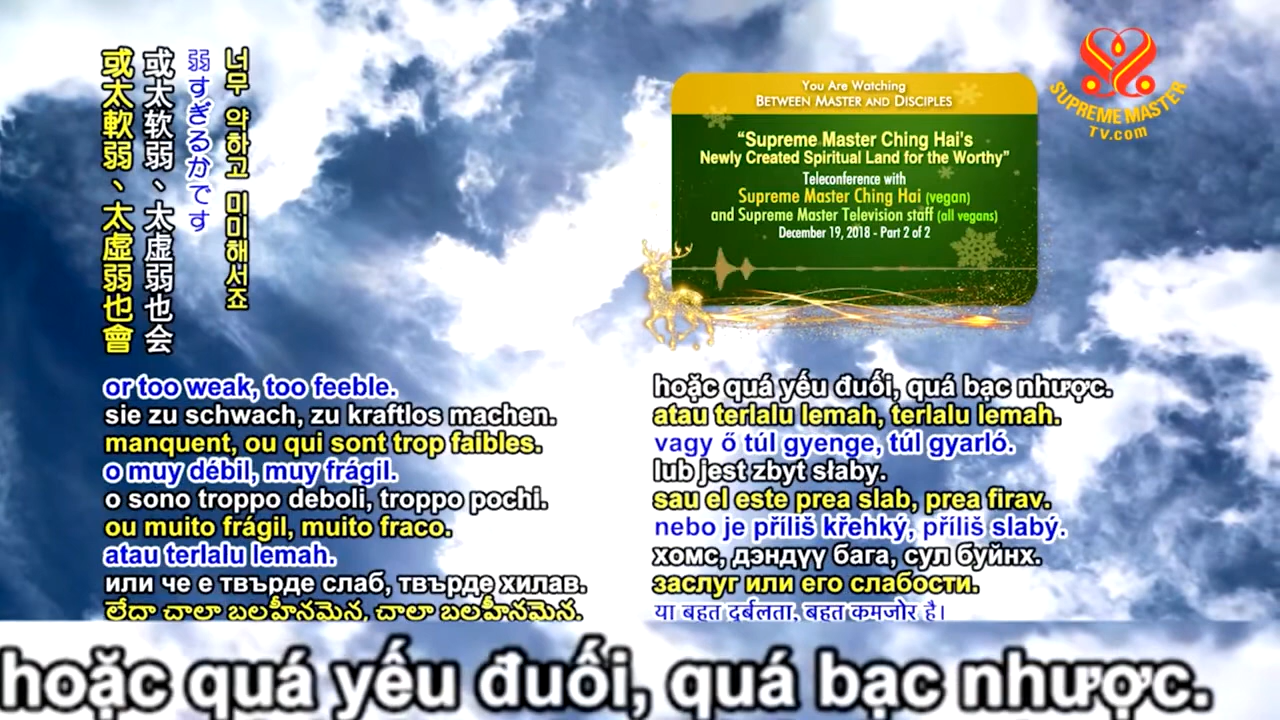 너무 약하고 미미해서죠
弱すぎるかです
或太软弱、太虚弱也会
或太軟弱、太虛弱也會
You Are Watching
BETWEEN MASTER AND DISCIPLES
“Supreme Master Ching Hai's
Newly Created Spiritual Land for the Worthy”
Teleconference with
Supreme Master Ching Hai (vegan)
and Supreme Master Television staff (all vegans)
December 19, 2018 - Part 2 of 2
SUPREME MASTER
TV.com
or too weak, too feeble.
sie zu schwach, zu kraftlos machen.
manquent, ou qui sont trop faibles.
o muy débil, muy frágil.
o sono troppo deboli, troppo pochi.
ou muito frágil, muito fraco.
atau terlalu lemah.
или че е твърде слаб, твърде хилав.
లేదా చాలా బలహీనమైన, చాలా బలహీనమైన.
hoặc quá yếu đuối, quá bạc nhược.
atau terlalu lemah, terlalu lemah.
vagy ő túl gyenge, túl gyarló.
lub jest zbyt słaby.
sau el este prea slab, prea firav.
nebo je příliš křehký, příliš slabý.
хомс, дэндүү бага, сул буйнх.
заслуг или его слабости.
या बहुत दुर्बलता, बहुत कमजोर है।
hoặc quá yếu đuối, quá bạc nhược.